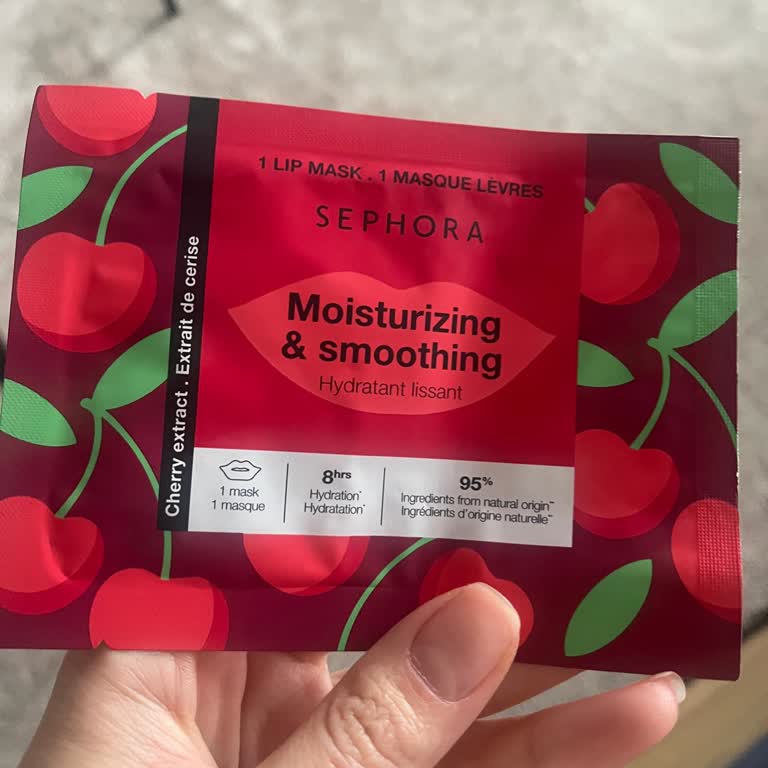 1 LIP MASK . 1 MASQUE LÈVRES
SEPHORA
Moisturizing
& smoothing
Hydratant lissant
Cherry extract . Extrait de cerise
1 mask
1 masque
8hrs
Hydration*
Hydratation*
95%
Ingredients from natural origin**
Ingrédients d'origine naturelle**